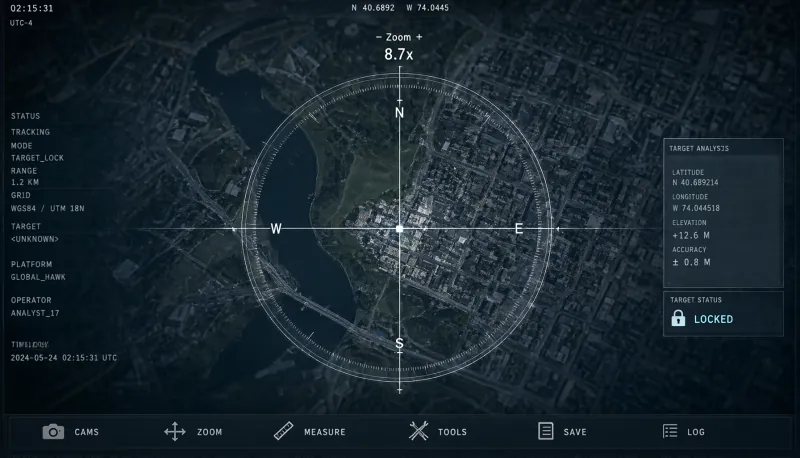 02:15:31
UTC-4
N 40.6892 W 74.0445
− Zoom +
8.7x
N
W
E
S
STATUS
TRACKING
MODE
TARGET_LOCK
RANGE
1.2 KM
GRID
WGS84 / UTM 18N
TARGET
<UNKNOWN>
PLATFORM
GLOBAL_HAWK
OPERATOR
ANALYST_17
2024-05-24 02:15:31 UTC
TARGET ANALYSIS
LATITUDE
N 40.689214
LONGITUDE
W 74.044518
ELEVATION
+12.6 M
ACCURACY
± 0.8 M
TARGET STATUS
LOCKED
CAMS
ZOOM
MEASURE
TOOLS
SAVE
LOG